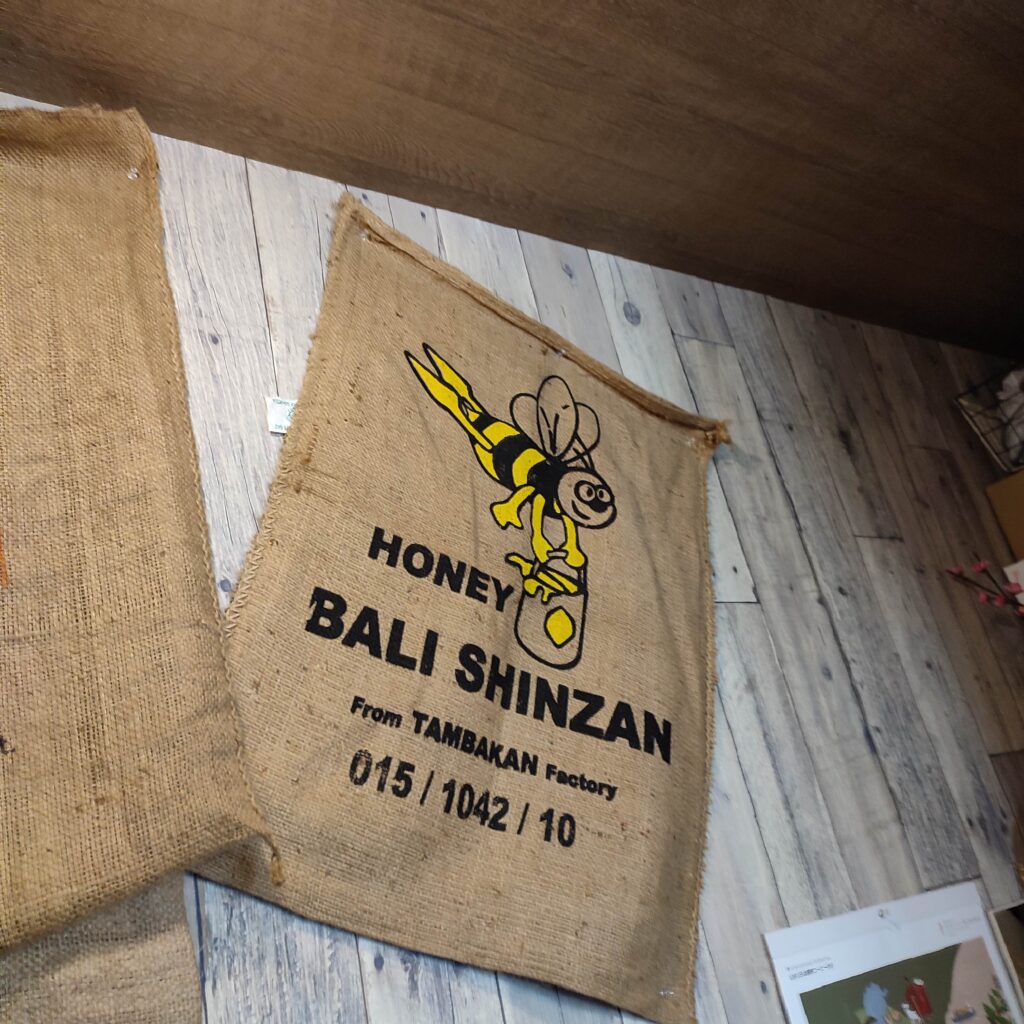 HONEY
BALI SHINZAN
From TAMBAKAN Factory
015 / 1042 / 10